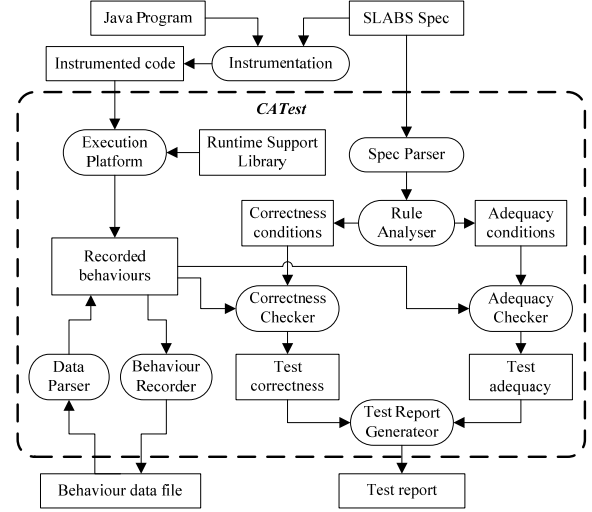 Java Program
SLABS Spec
Instrumented code
Instrumentation
CATest
Execution
Platform
Runtime Support
Library
Spec Parser
Correctness
conditions
Rule
Analyser
Adequacy
conditions
Recorded
behaviours
Correctness
Checker
Adequacy
Checker
Data
Parser
Behaviour
Recorder
Test
correctness
Test
adequacy
Test Report
Generateor
Behaviour data file
Test report